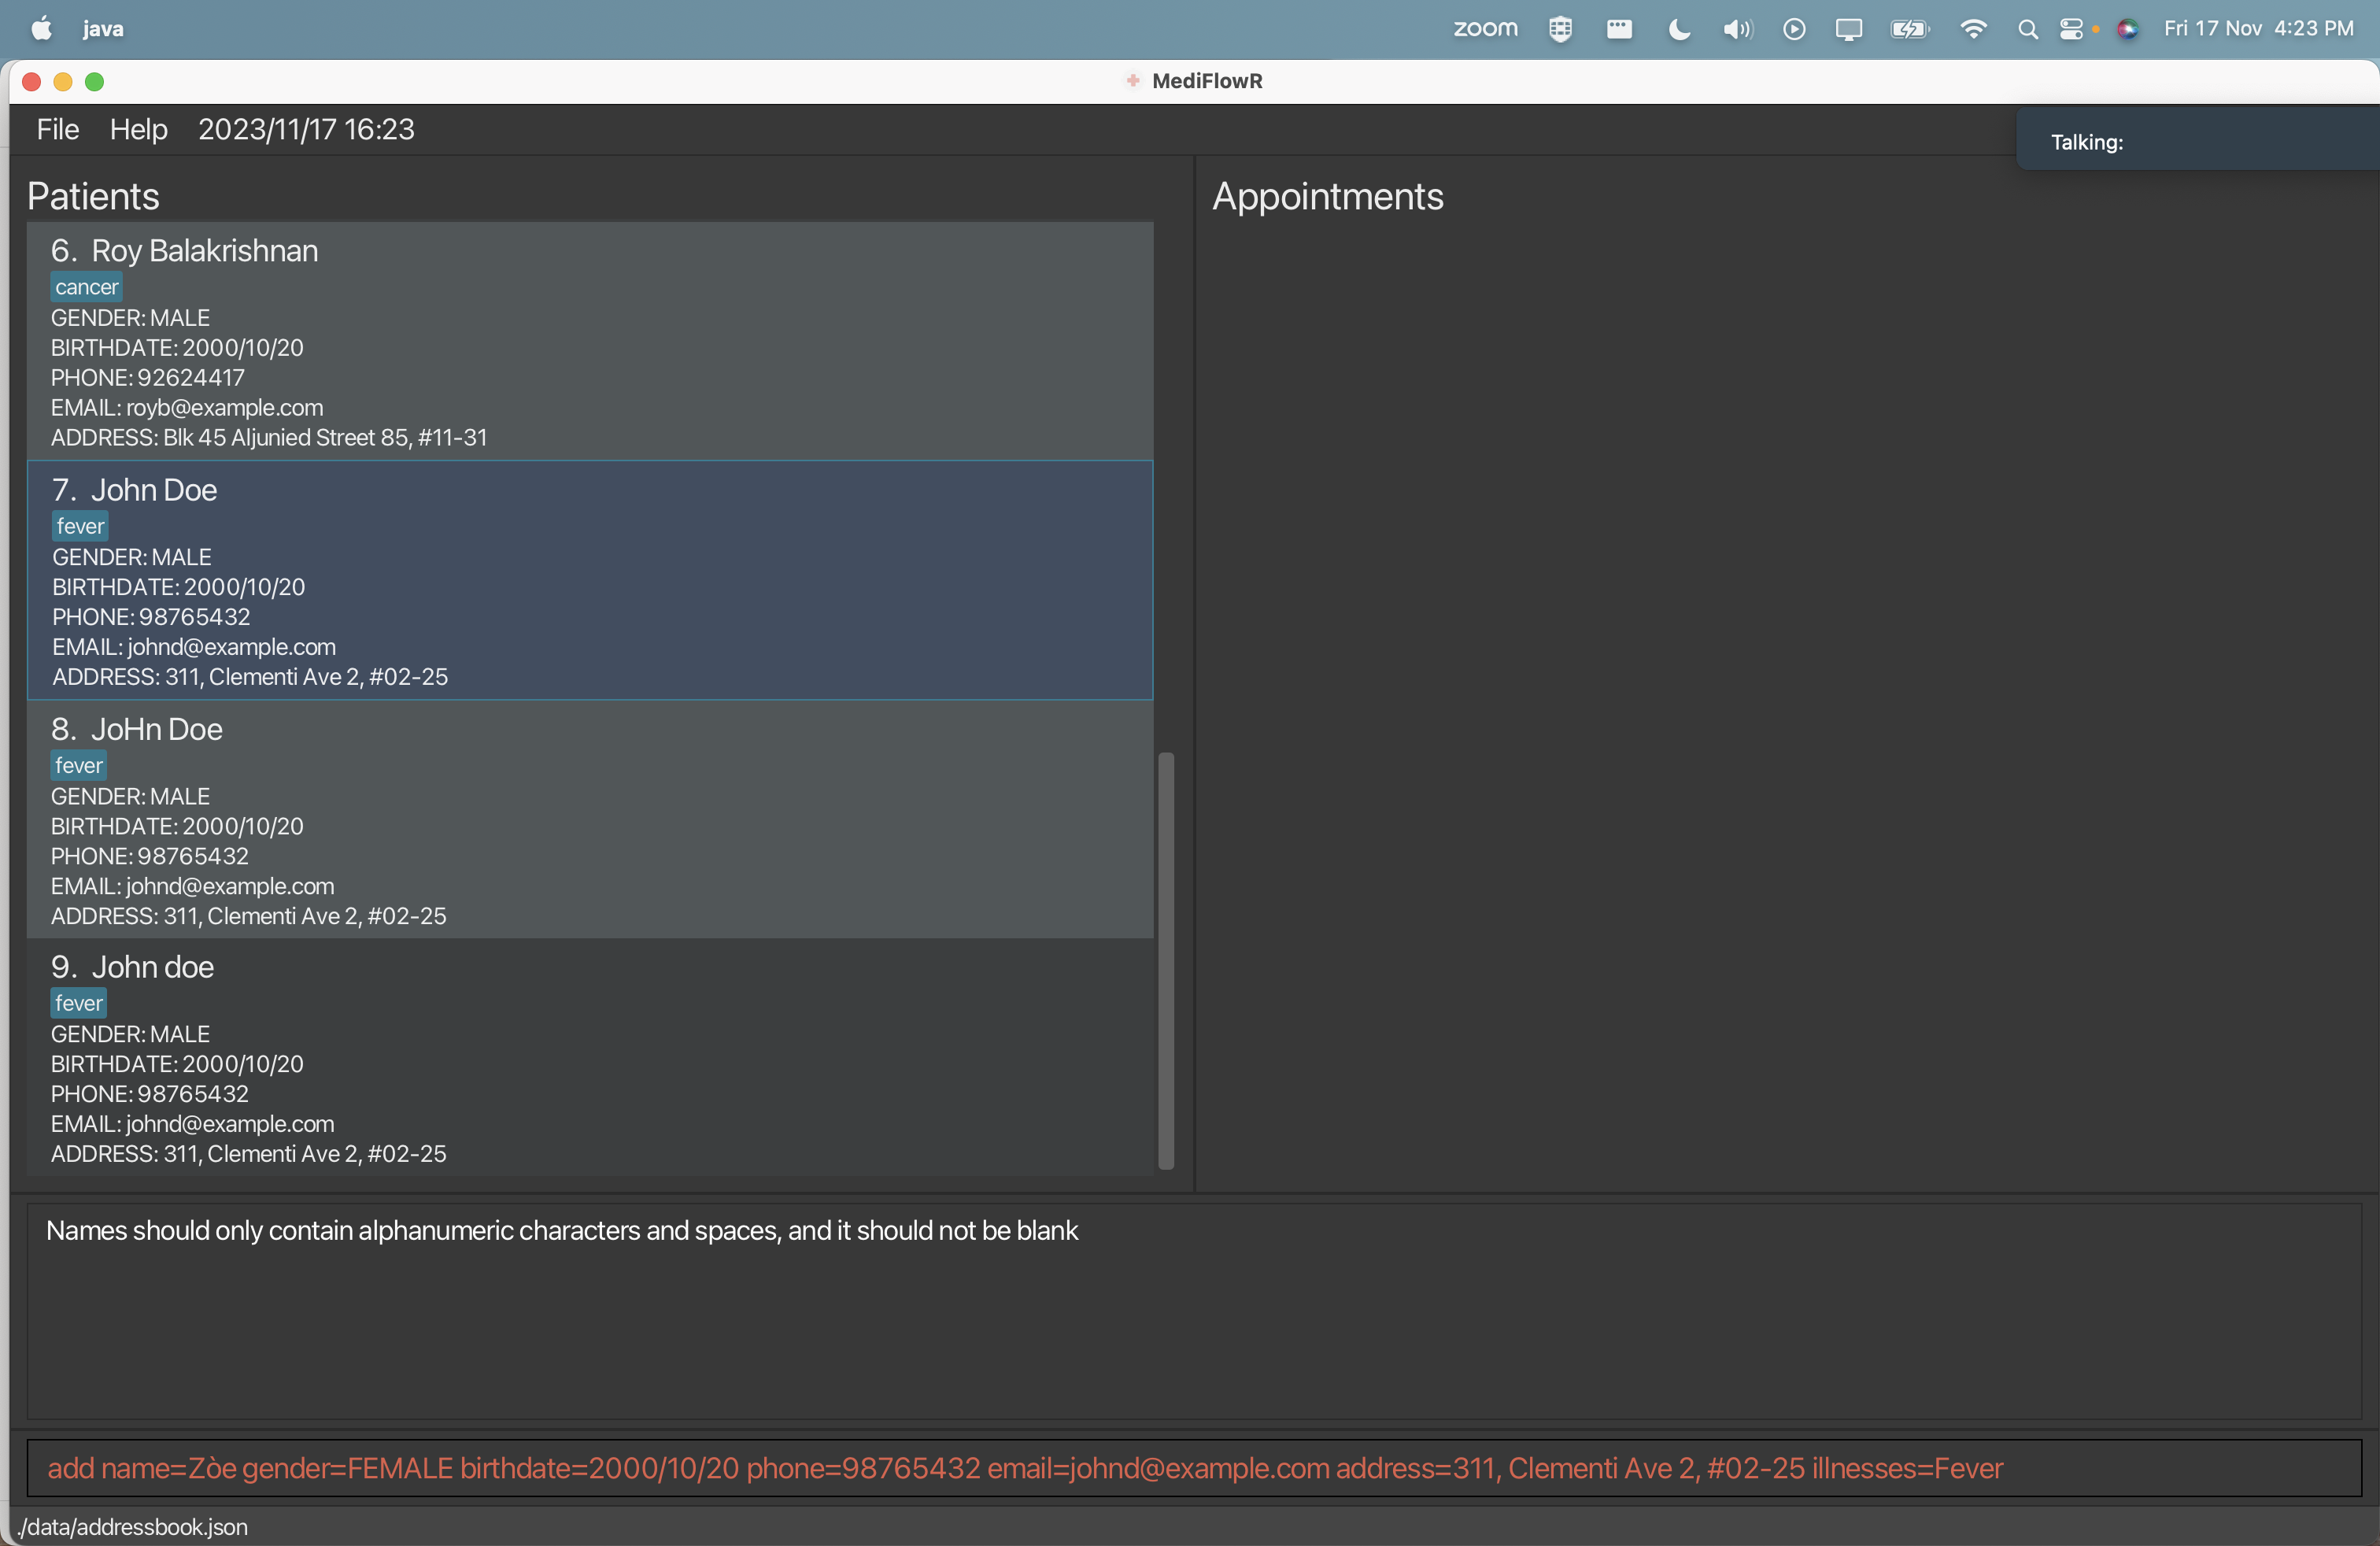 java
zoom
Fri 17 Nov 4:23 PM
MediFlowR
File Help 2023/11/17 16:23
Talking:
Patients
6. Roy Balakrishnan
cancer
GENDER: MALE
BIRTHDATE: 2000/10/20
PHONE: 92624417
EMAIL: royb@example.com
ADDRESS: Blk 45 Aljunied Street 85, #11-31
7. John Doe
fever
GENDER: MALE
BIRTHDATE: 2000/10/20
PHONE: 98765432
EMAIL: johnd@example.com
ADDRESS: 311, Clementi Ave 2, #02-25
8. JoHn Doe
fever
GENDER: MALE
BIRTHDATE: 2000/10/20
PHONE: 98765432
EMAIL: johnd@example.com
ADDRESS: 311, Clementi Ave 2, #02-25
9. John doe
fever
GENDER: MALE
BIRTHDATE: 2000/10/20
PHONE: 98765432
EMAIL: johnd@example.com
ADDRESS: 311, Clementi Ave 2, #02-25
Appointments
Names should only contain alphanumeric characters and spaces, and it should not be blank
add name=Zòe gender=FEMALE birthdate=2000/10/20 phone=98765432 email=johnd@example.com address=311, Clementi Ave 2, #02-25 illnesses=Fever
./data/addressbook.json